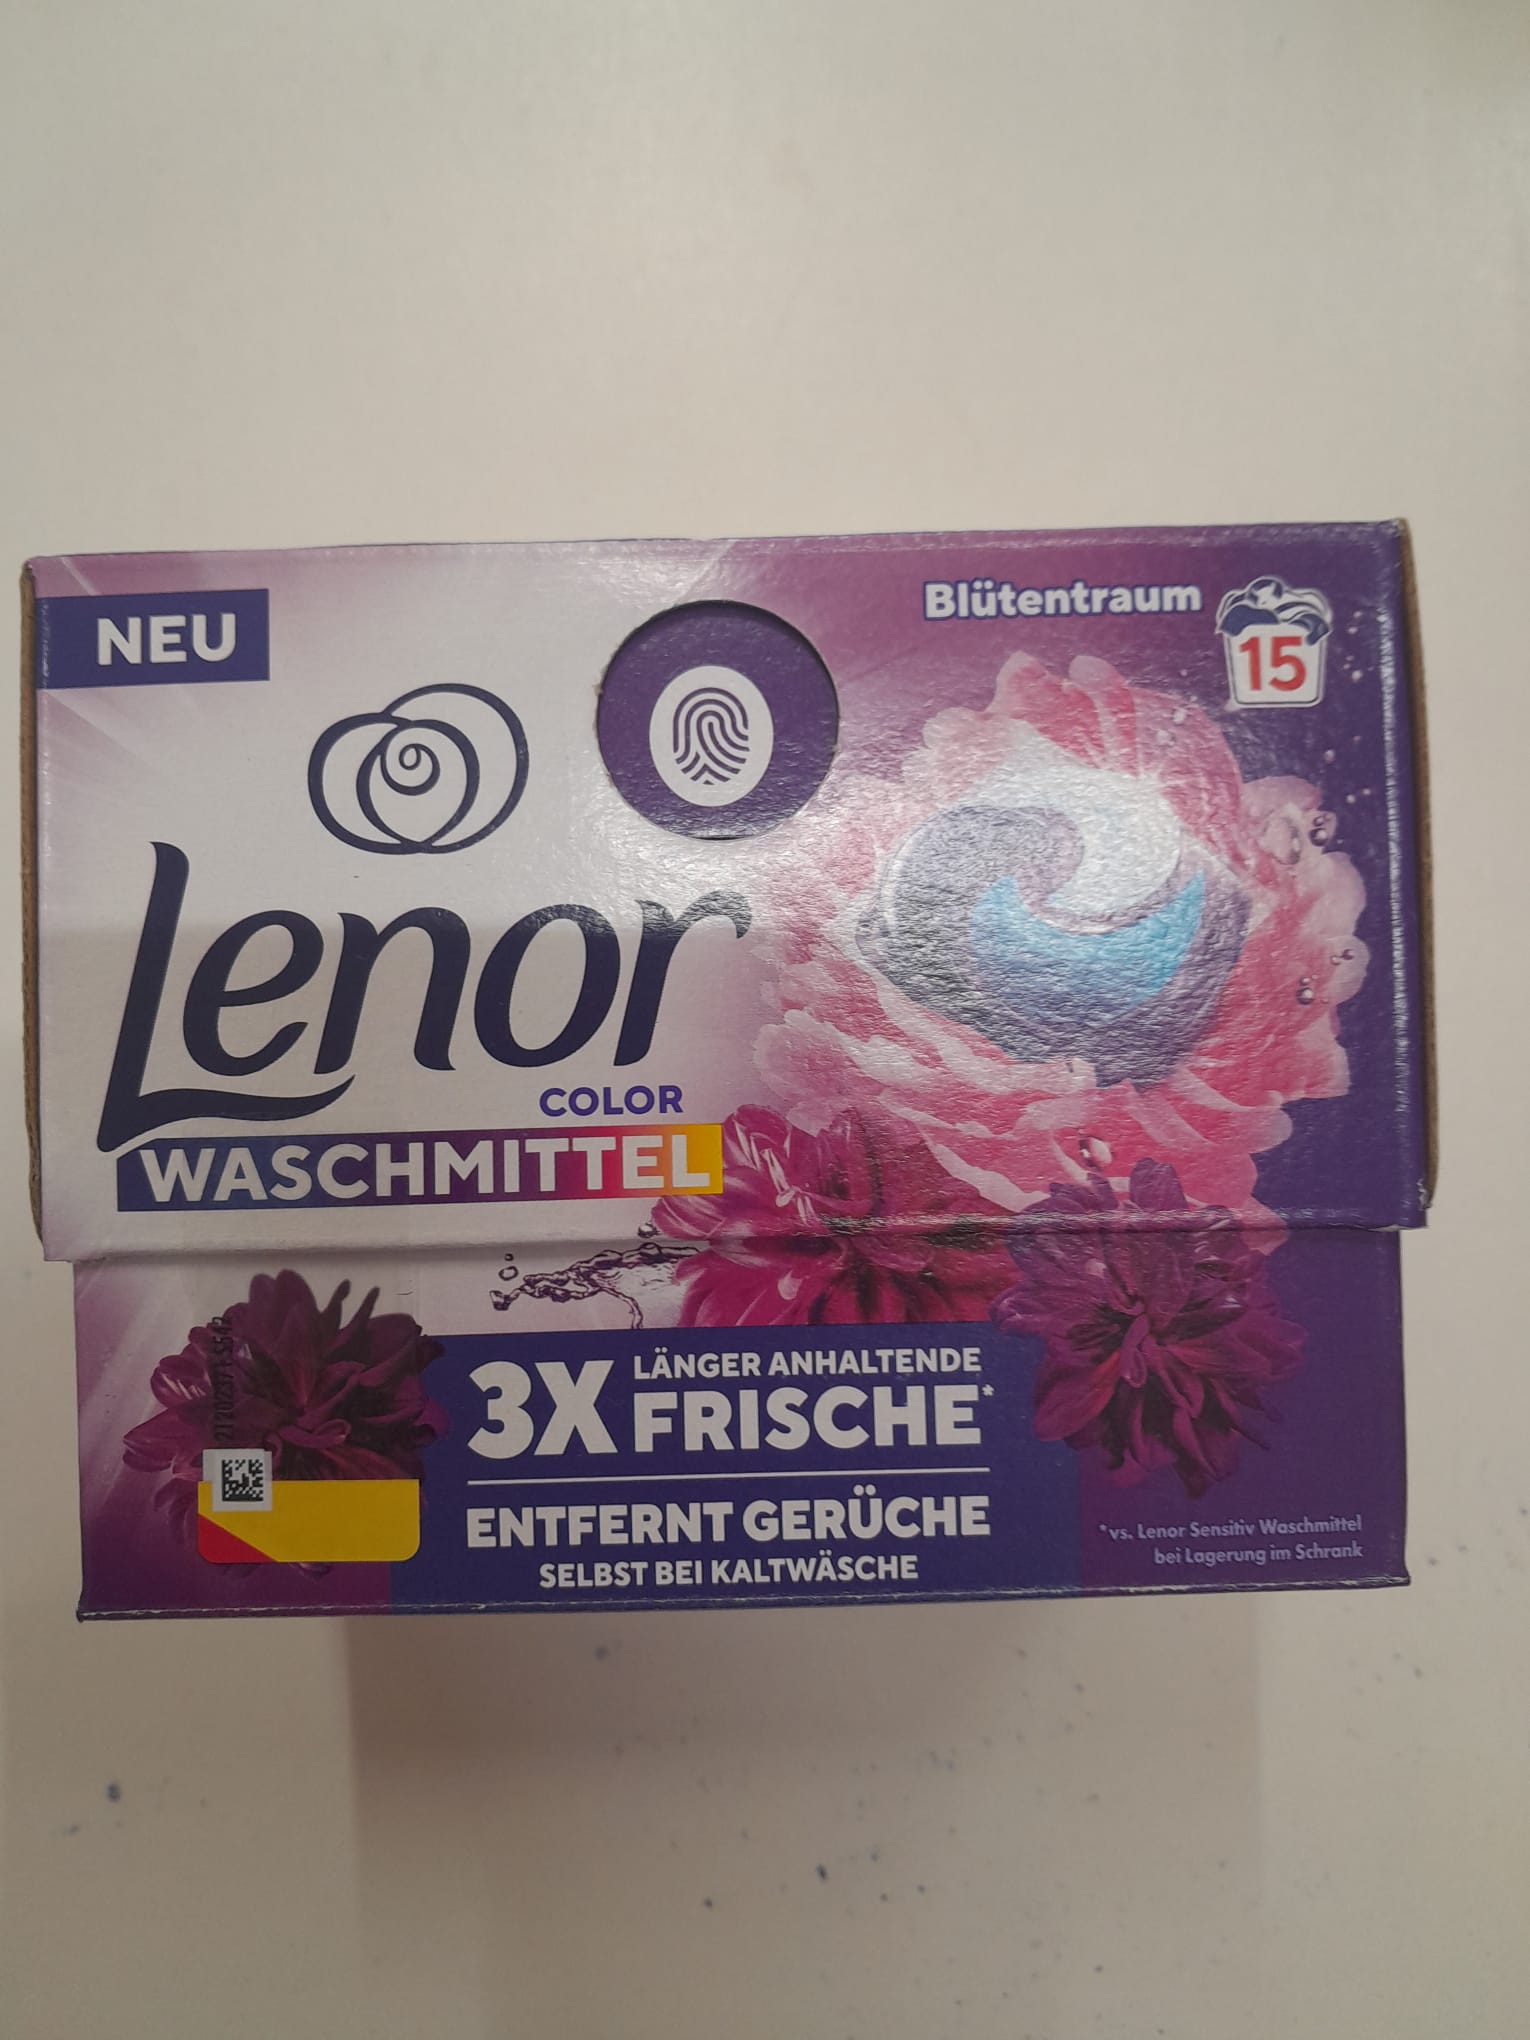 NEU
Blütentraum
15
Lenor
COLOR
WASCHMITTEL
3X LÄNGER ANHALTENDE
FRISCHE*
ENTFERNT GERÜCHE
SELBST BEI KALTWÄSCHE
*vs. Lenor Sensitiv Waschmittel
bei Lagerung im Schrank